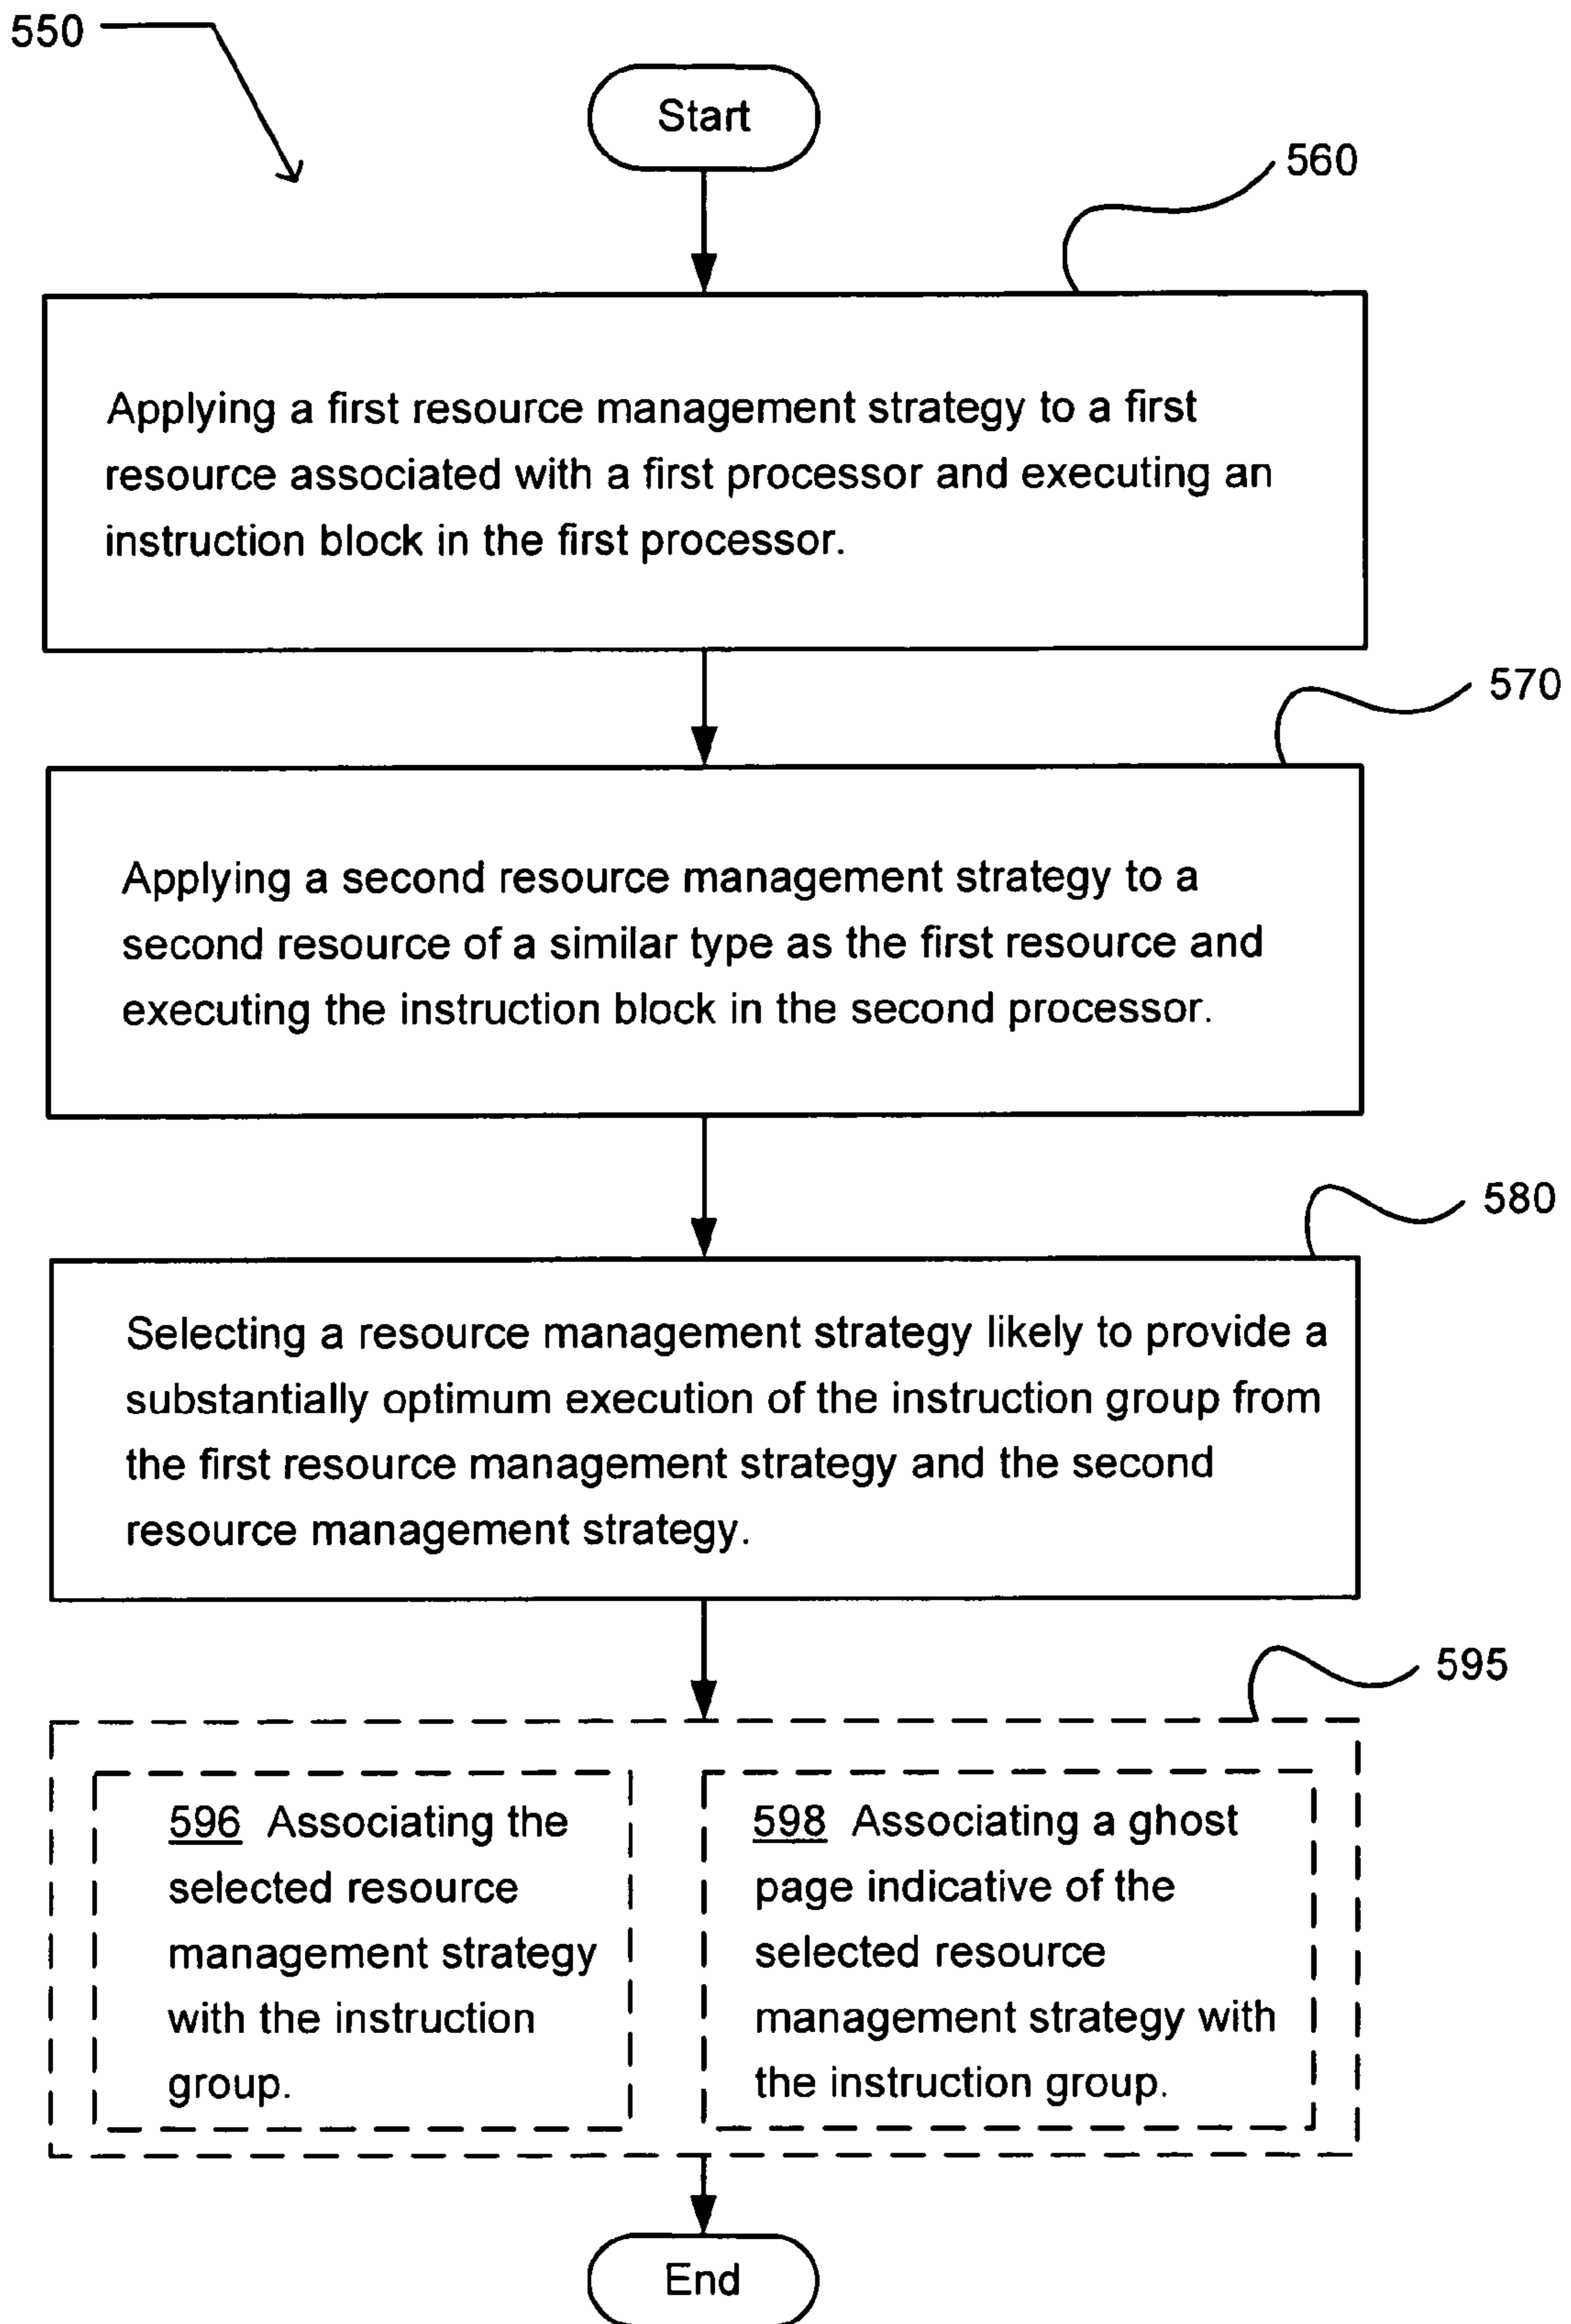 550
Start
560
Applying a first resource management strategy to a first
resource associated with a first processor and executing an
instruction block in the first processor.
570
Applying a second resource management strategy to a
second resource of a similar type as the first resource and
executing the instruction block in the second processor.
580
Selecting a resource management strategy likely to provide a
substantially optimum execution of the instruction group from
the first resource management strategy and the second
resource management strategy.
595
596 Associating the
selected resource
management strategy
with the instruction
group.
598 Associating a ghost
page indicative of the
selected resource
management strategy with
the instruction group.
End